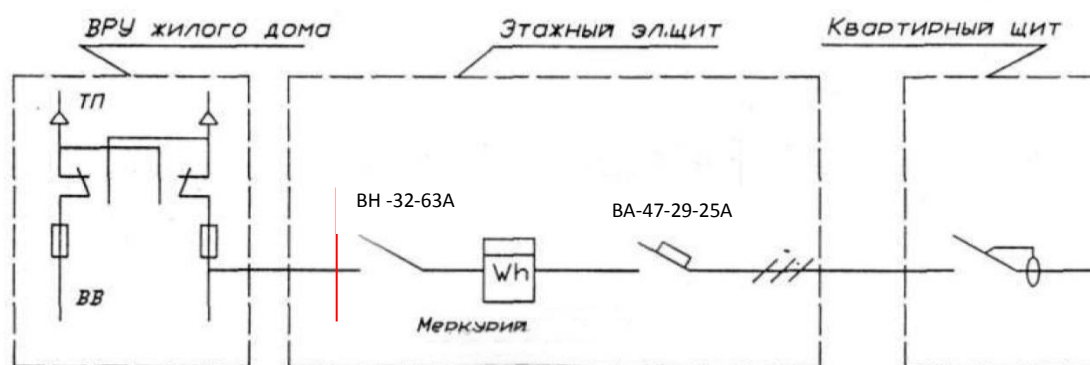 ВРУ жилого дома
Этажный эл.щит
Квартирный щит
ТП
ВН -32-63А
ВА-47-29-25А
Wh
ВВ
Меркурий